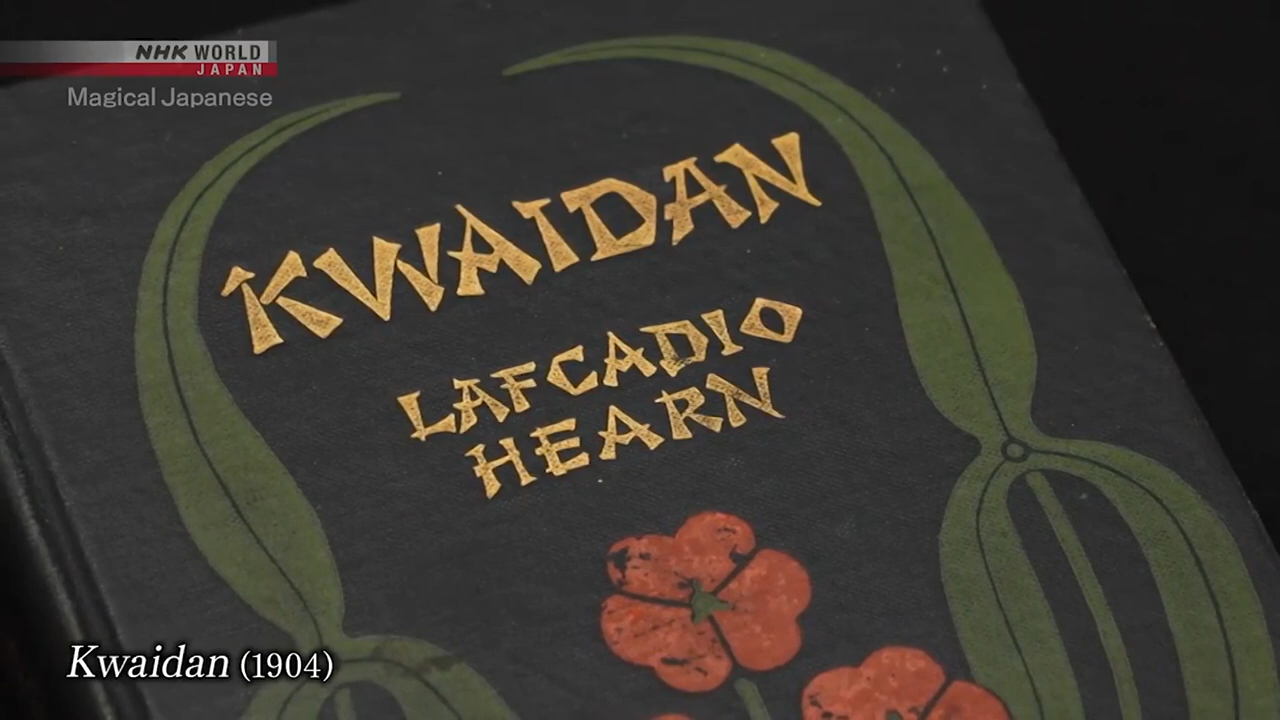 NHK WORLD
JAPAN
Magical Japanese
KWAIDAN
LAFCADIO
HEARN
Kwaidan (1904)